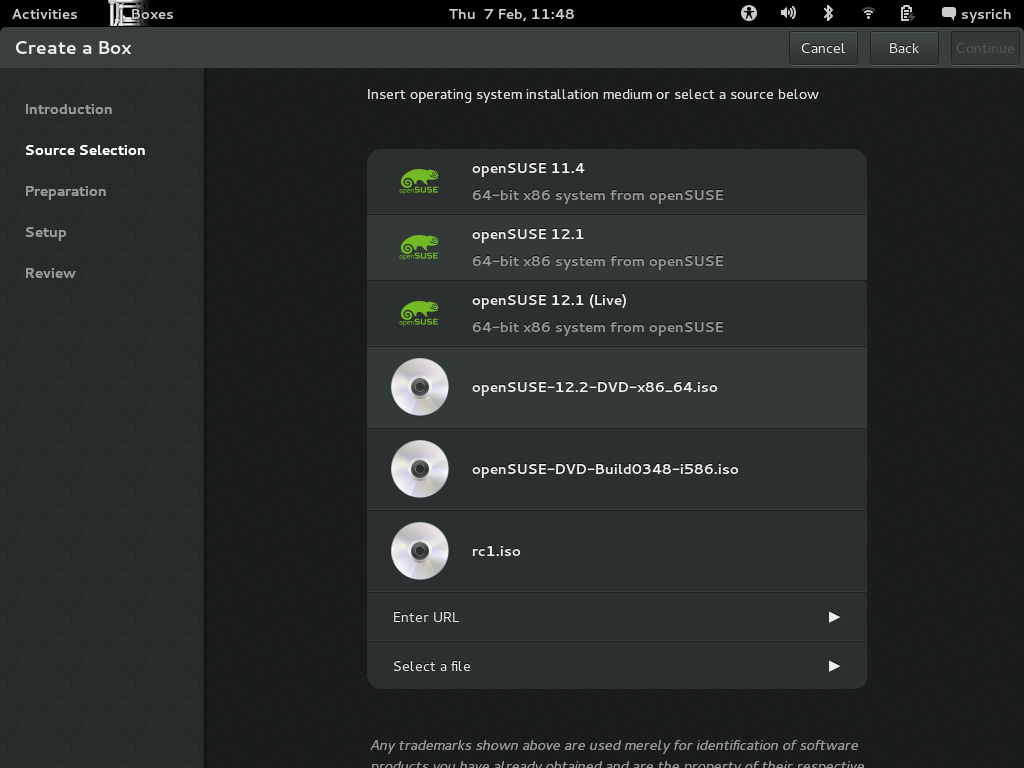 Activities
Boxes
Thu 7 Feb, 11:48
sysrich
Create a Box
Cancel
Back
Continue
Introduction
Source Selection
Preparation
Setup
Review
Insert operating system installation medium or select a source below
openSUSE
openSUSE 11.4
64-bit x86 system from openSUSE
openSUSE
openSUSE 12.1
64-bit x86 system from openSUSE
openSUSE
openSUSE 12.1 (Live)
64-bit x86 system from openSUSE
openSUSE-12.2-DVD-x86_64.iso
openSUSE-DVD-Build0348-i586.iso
rc1.iso
Enter URL
Select a file
Any trademarks shown above are used merely for identification of software
products you have already obtained and are the property of their respective